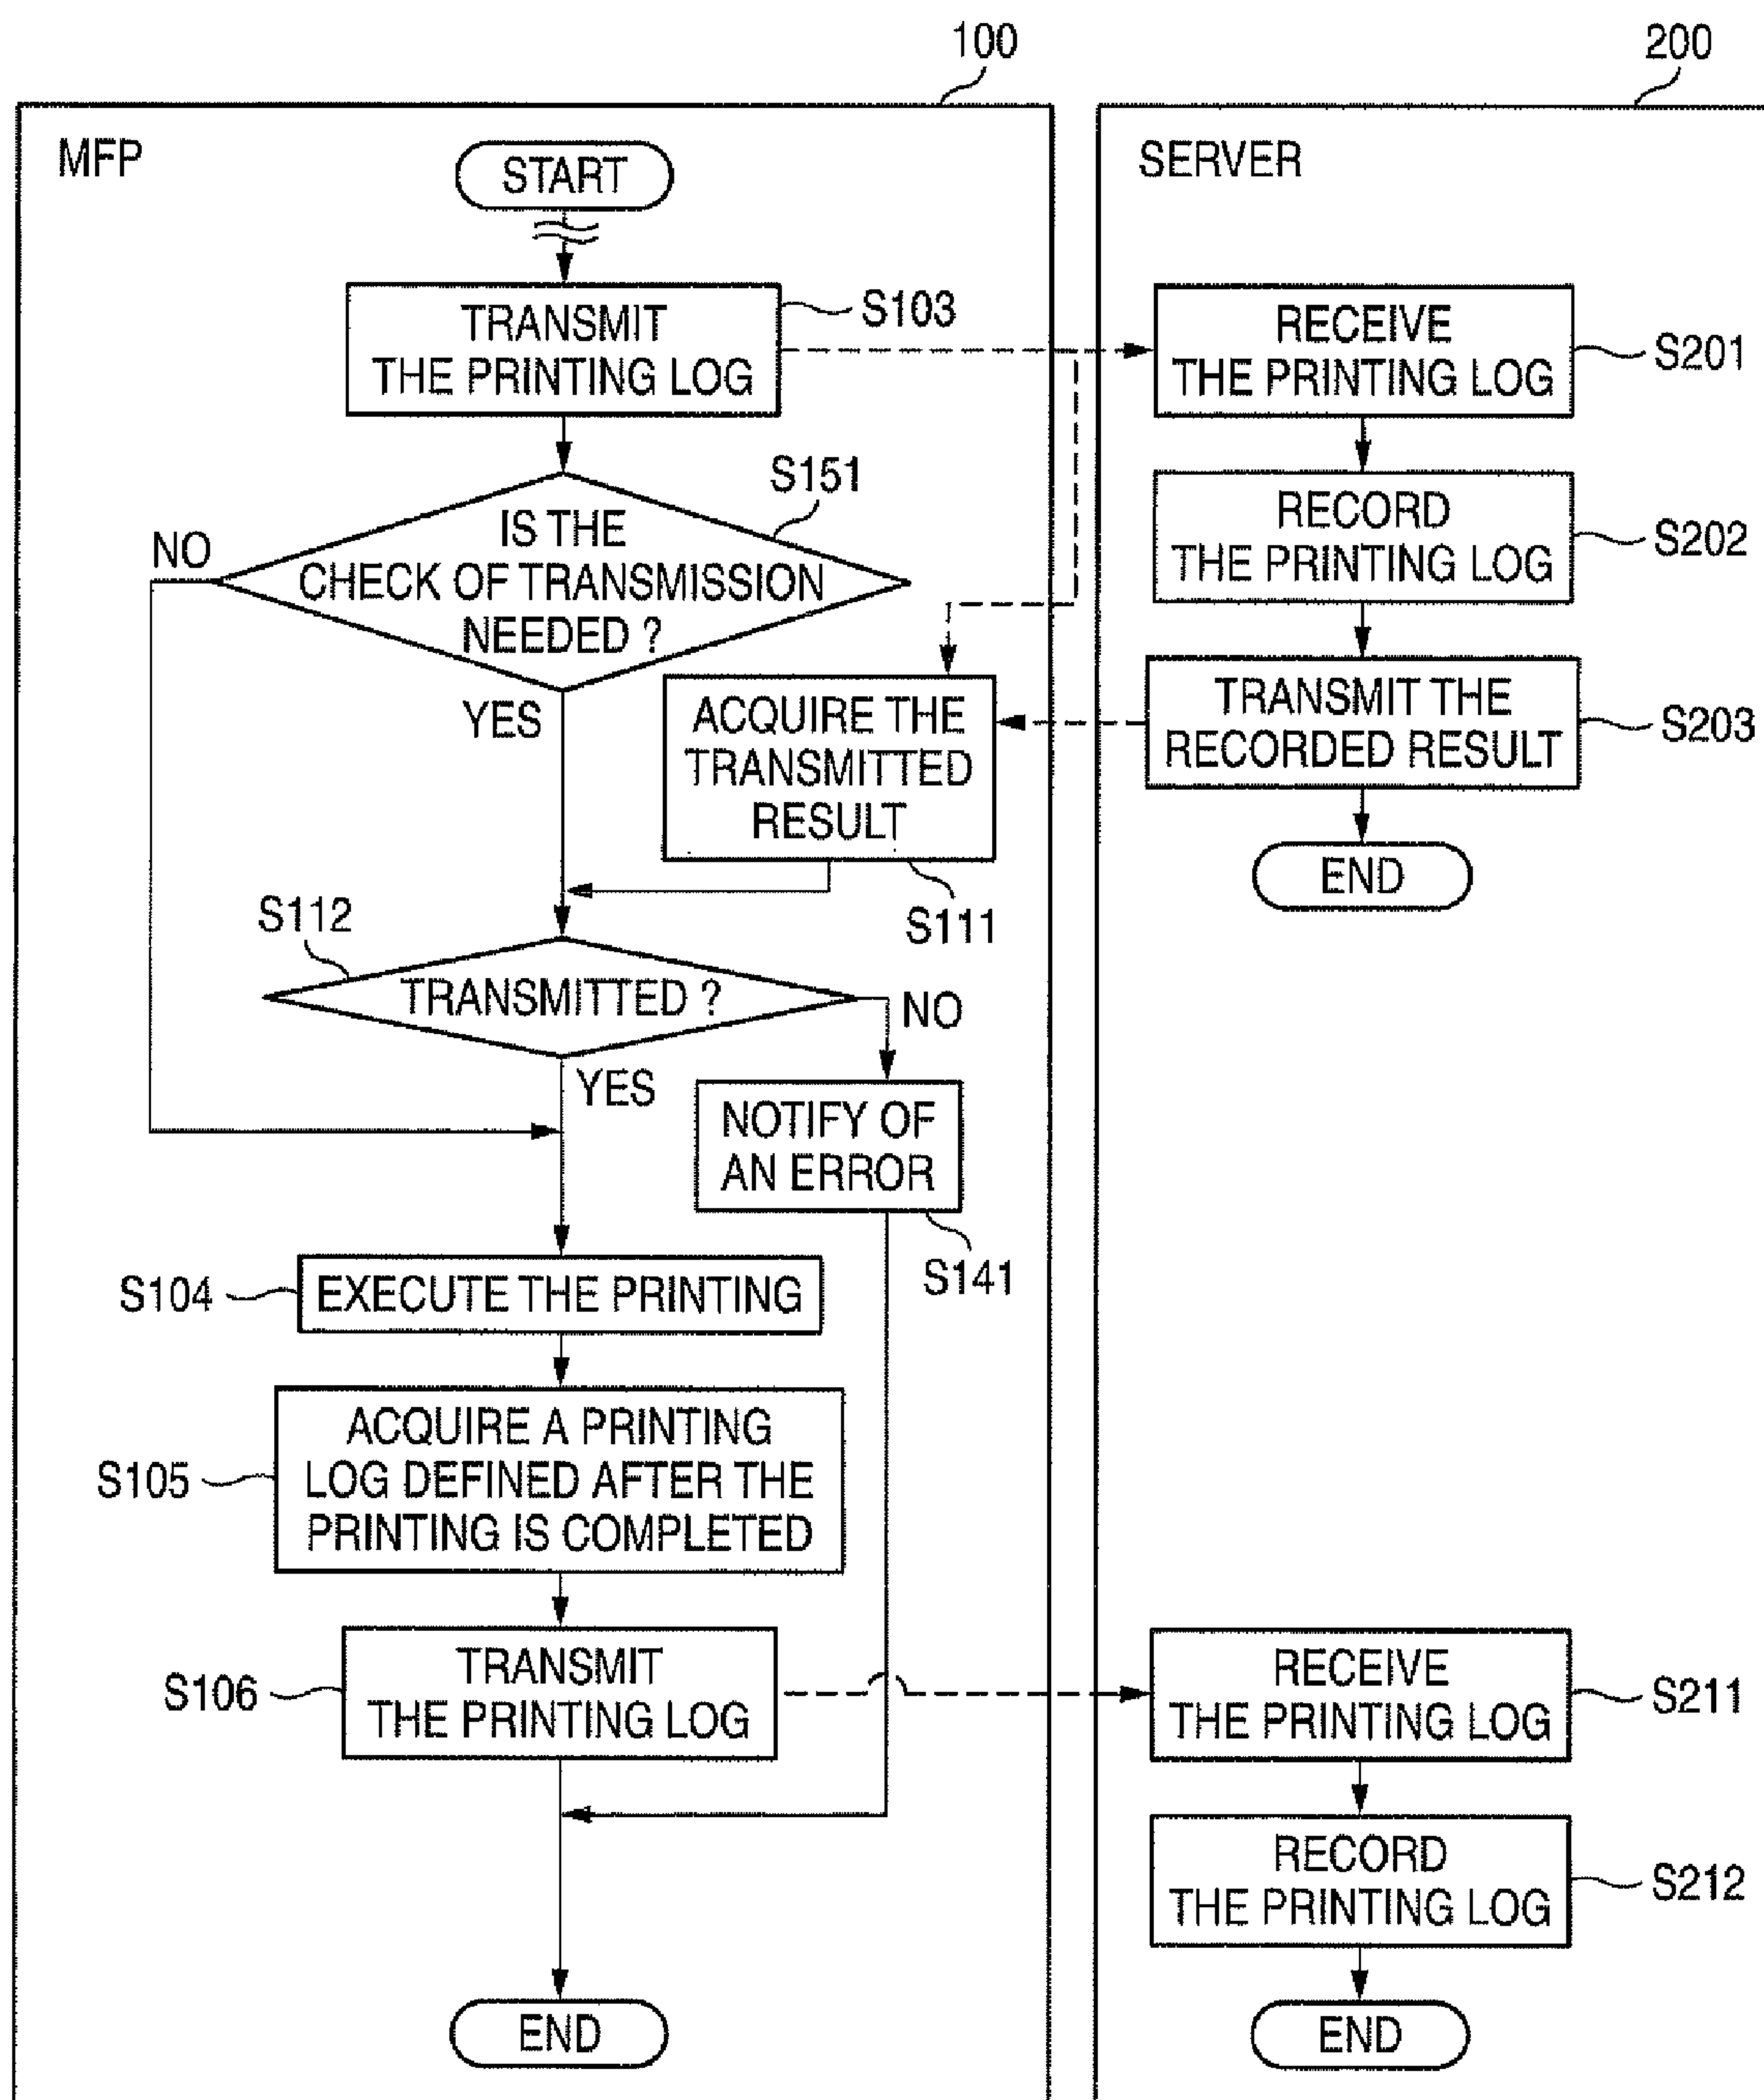 100
200
MFP
START
TRANSMIT
THE PRINTING LOG
S103
IS THE
CHECK OF TRANSMISSION
NEEDED ?
S151
NO
YES
ACQUIRE THE
TRANSMITTED
RESULT
S111
S112
TRANSMITTED ?
NO
YES
NOTIFY OF
AN ERROR
S141
S104
EXECUTE THE PRINTING
S105
ACQUIRE A PRINTING
LOG DEFINED AFTER THE
PRINTING IS COMPLETED
S106
TRANSMIT
THE PRINTING LOG
END
SERVER
RECEIVE
THE PRINTING LOG
S201
RECORD
THE PRINTING LOG
S202
TRANSMIT THE
RECORDED RESULT
S203
END
RECEIVE
THE PRINTING LOG
S211
RECORD
THE PRINTING LOG
S212
END